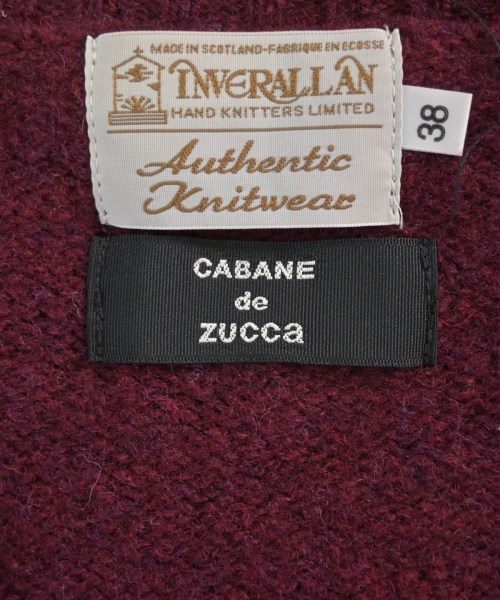 MADE IN SCOTLAND-FABRIQUE EN ECOSSE
INVERALLAN
HAND KNITTERS LIMITED
Authentic
Knitwear
38
CABANE
de
ZUCCa